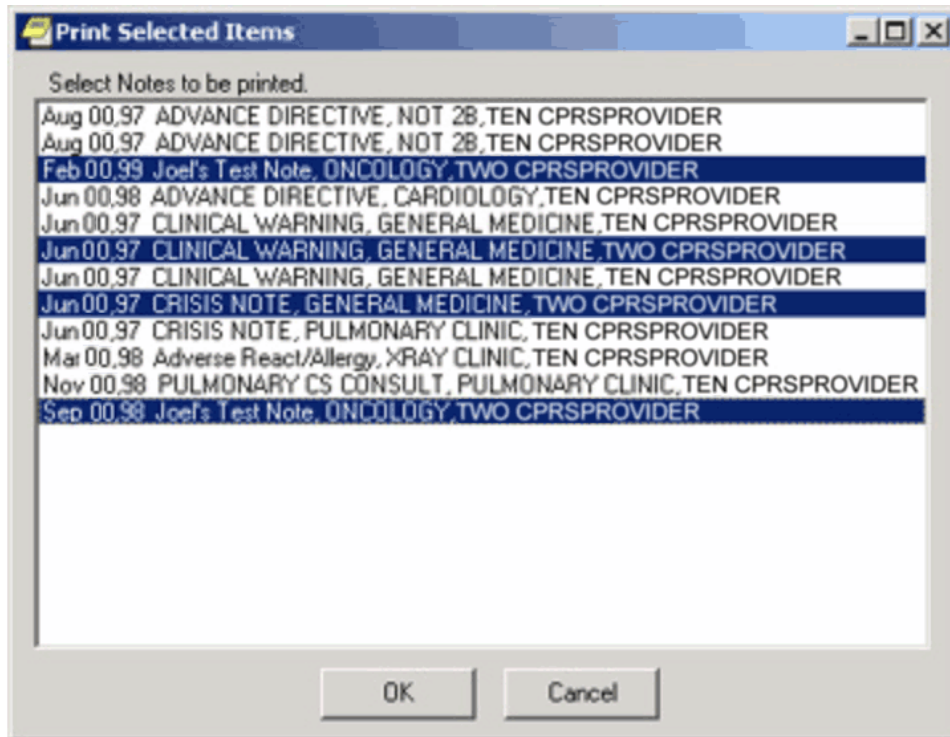 Print Selected Items
Select Notes to be printed.
Aug 00,97 ADVANCE DIRECTIVE, NOT 2B,TEN CPRSPROVIDER
Aug 00,97 ADVANCE DIRECTIVE, NOT 2B,TEN CPRSPROVIDER
Feb 00,99 Joel's Test Note, ONCOLOGY,TWO CPRSPROVIDER
Jun 00,98 ADVANCE DIRECTIVE, CARDIOLOGY,TEN CPRSPROVIDER
Jun 00,97 CLINICAL WARNING, GENERAL MEDICINE,TEN CPRSPROVIDER
Jun 00,97 CLINICAL WARNING, GENERAL MEDICINE,TWO CPRSPROVIDER
Jun 00,97 CLINICAL WARNING, GENERAL MEDICINE, TEN CPRSPROVIDER
Jun 00,97 CRISIS NOTE, GENERAL MEDICINE, TWO CPRSPROVIDER
Jun 00,97 CRISIS NOTE, PULMONARY CLINIC, TEN CPRSPROVIDER
Mar 00,98 Adverse React/Allergy, XRAY CLINIC, TEN CPRSPROVIDER
Nov 00,98 PULMONARY CS CONSULT, PULMONARY CLINIC, TEN CPRSPROVIDER
Sep 00,98 Joel's Test Note, ONCOLOGY,TWO CPRSPROVIDER
OK Cancel